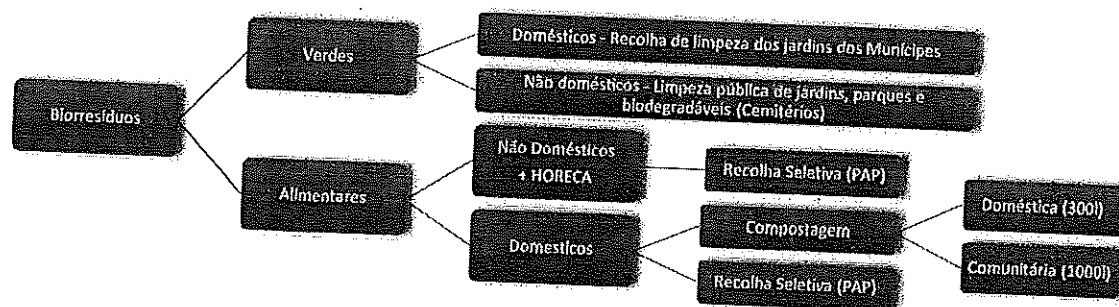 Biorresíduos
Verdes
Domésticos - Recolha de limpeza dos jardins dos Munícipes
Não domésticos - Limpeza pública de jardins, parques e
biodegradáveis (Cemitérios)
Alimentares
Não Domésticos
+ HORECA
Recolha Seletiva (PAP)
Domesticos
Compostagem
Doméstica (300l)
Comunitária (1000l)
Recolha Seletiva (PAP)